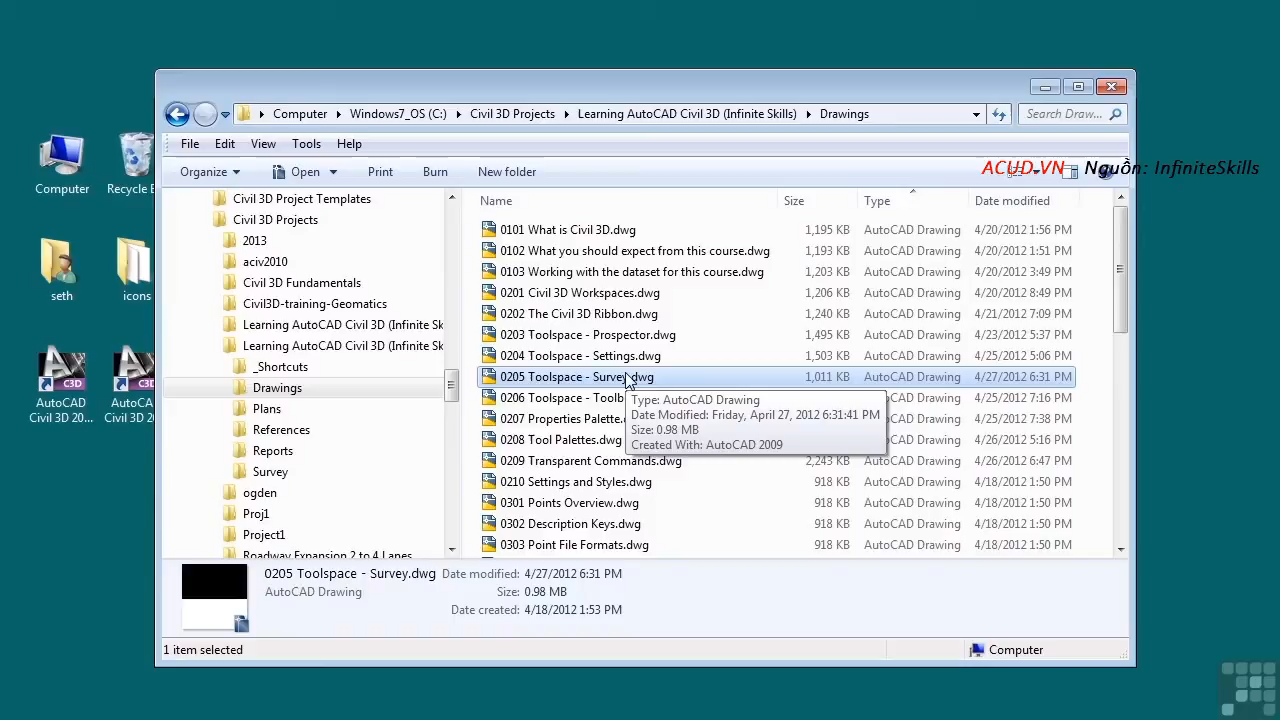 Computer
Recycle B
seth
icons
AutoCAD
Civil 3D 20...
AutoCA
Civil 3D
C3D
C3D
Computer
Windows7_OS (C:)
Civil 3D Projects
Learning AutoCAD Civil 3D (Infinite Skills)
Drawings
Search Draw...
File
Edit
View
Tools
Help
Organize
Open
Print
Burn
New folder
ACUD.VN
Nguồn: InfiniteSkills
Civil 3D Project Templates
Civil 3D Projects
2013
aciv2010
Civil 3D Fundamentals
Civil3D-training-Geomatics
Learning AutoCAD Civil 3D (Infinite Sk
Learning AutoCAD Civil 3D (Infinite Sk
_Shortcuts
Drawings
Plans
References
Reports
Survey
ogden
Proj1
Project1
Roadway Expansion 2 to 4 Lanes
Name Size Type Date modified
0101 What is Civil 3D.dwg 1,195 KB AutoCAD Drawing 4/20/2012 1:56 PM
0102 What you should expect from this course.dwg 1,193 KB AutoCAD Drawing 4/20/2012 1:51 PM
0103 Working with the dataset for this course.dwg 1,203 KB AutoCAD Drawing 4/20/2012 3:49 PM
0201 Civil 3D Workspaces.dwg 1,206 KB AutoCAD Drawing 4/20/2012 8:49 PM
0202 The Civil 3D Ribbon.dwg 1,240 KB AutoCAD Drawing 4/21/2012 7:09 PM
0203 Toolspace - Prospector.dwg 1,495 KB AutoCAD Drawing 4/23/2012 5:37 PM
0204 Toolspace - Settings.dwg 1,503 KB AutoCAD Drawing 4/25/2012 5:06 PM
0205 Toolspace - Survey.dwg 1,011 KB AutoCAD Drawing 4/27/2012 6:31 PM
0206 Toolspace - Toolb 4/25/2012 7:38 PM
0207 Properties Palette. 4/26/2012 4:16 PM
0208 Tool Palettes.dwg 4/26/2012 5:16 PM
0209 Transparent Commands.dwg 2,243 KB AutoCAD Drawing 4/26/2012 6:47 PM
0210 Settings and Styles.dwg 918 KB AutoCAD Drawing 4/18/2012 1:50 PM
0301 Points Overview.dwg 918 KB AutoCAD Drawing 4/18/2012 1:50 PM
0302 Description Keys.dwg 918 KB AutoCAD Drawing 4/18/2012 1:50 PM
0303 Point File Formats.dwg 918 KB AutoCAD Drawing 4/18/2012 1:50 PM
Type: AutoCAD Drawing
Date Modified: Friday, April 27, 2012 6:31:41 PM
Size: 0.98 MB
Created With: AutoCAD 2009
0205 Toolspace - Survey.dwg Date modified: 4/27/2012 6:31 PM
AutoCAD Drawing Size: 0.98 MB
Date created: 4/18/2012 1:53 PM
1 item selected
Computer